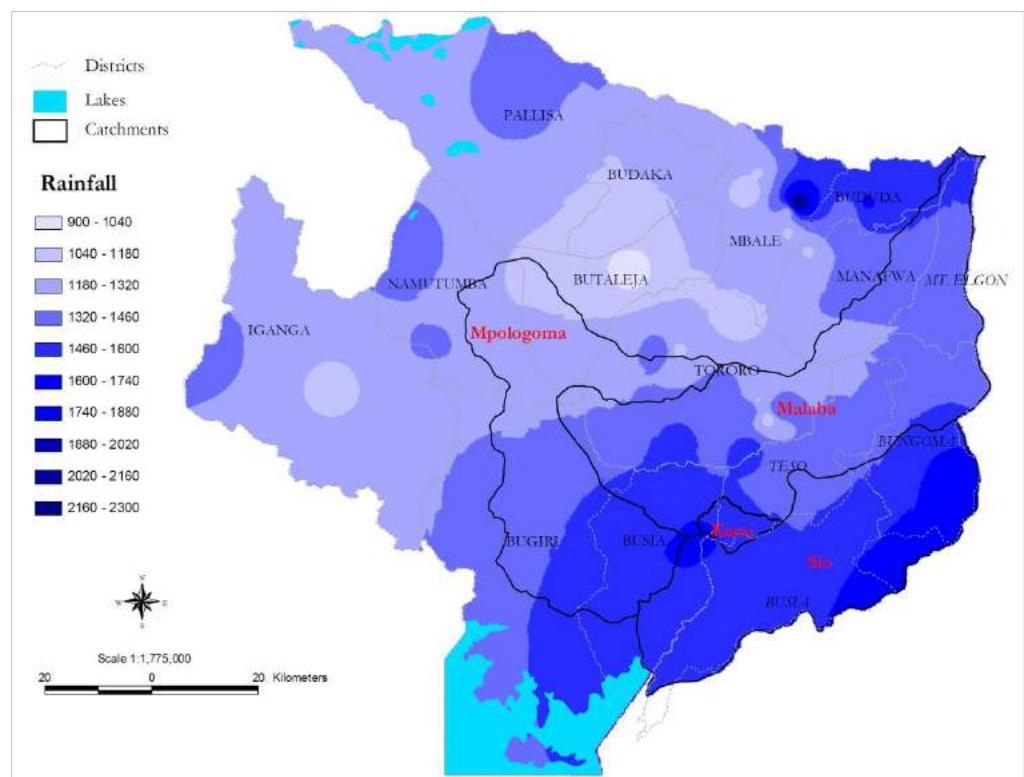 Districts
Lakes
Catchments
Rainfall
900 - 1040
1040 - 1180
1180 - 1320
1320 - 1460
1460 - 1600
1600 - 1740
1740 - 1880
1880 - 2020
2020 - 2160
2160 - 2300
N
W E
S
Scale 1:1,775,000
20 0 20 Kilometers
PALLISA
BUDAKA
BUDUDA
MBALE
NAMUTUMBA
BUTALEJA
MANAFWA
MT. ELGON
IGANGA
Mpologoma
TORORO
Malaba
BUNGOMA
TESO
BUGIRI
BUSIA
Sio
BUSIA